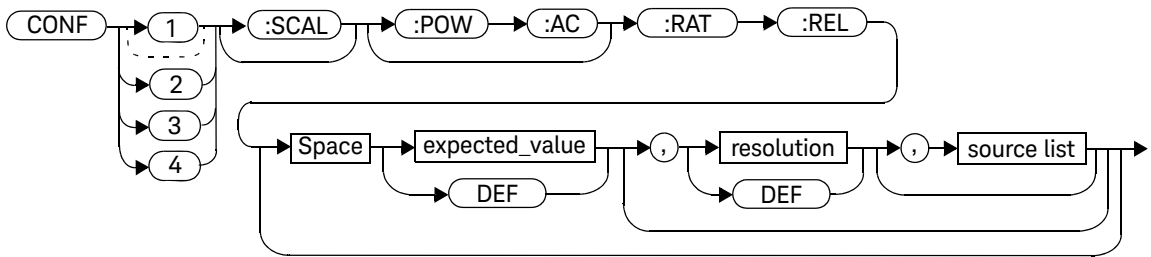 CONF 1 :SCAL :POW :AC :RAT :REL
2
3
4
Space expected_value , resolution , source list
DEF DEF